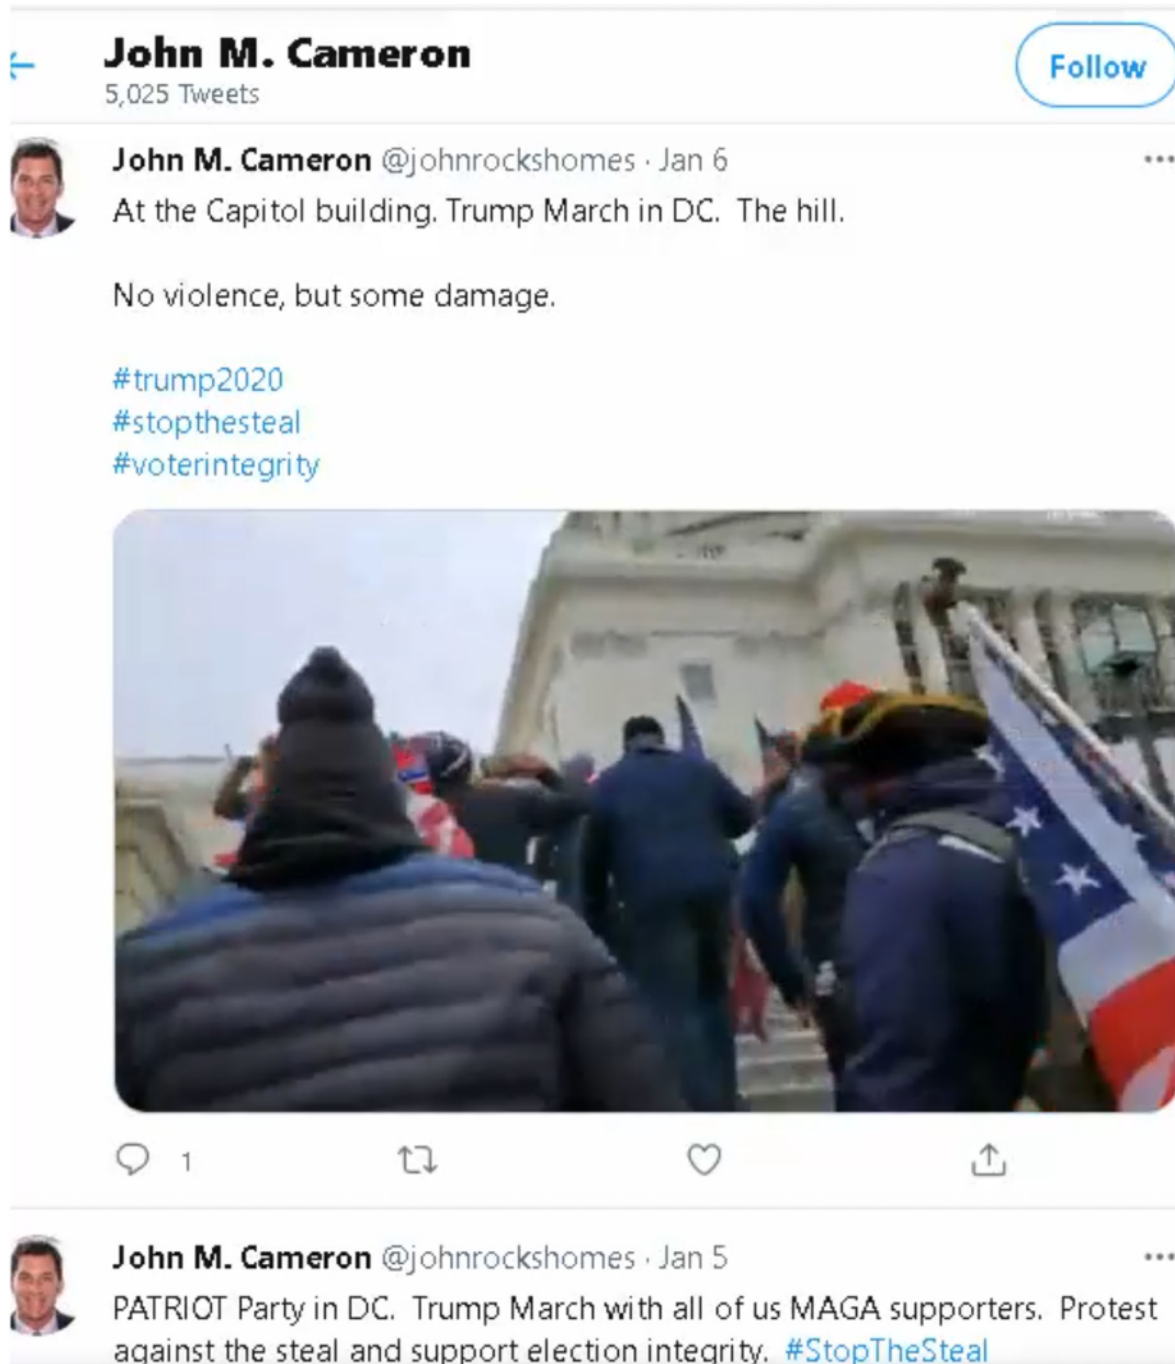 John M. Cameron
5,025 Tweets
Follow
John M. Cameron @johnrockshomes · Jan 6
At the Capitol building. Trump March in DC. The hill.
No violence, but some damage.
#trump2020
#stopthesteal
#voterintegrity
1
John M. Cameron @johnrockshomes · Jan 5
PATRIOT Party in DC. Trump March with all of us MAGA supporters. Protest
against the steal and support election integrity. #StopTheSteal